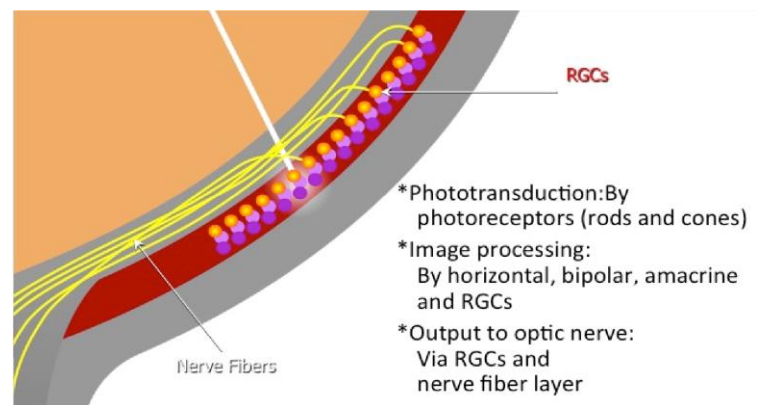 RGCs
*Phototransduction:By
photoreceptors (rods and cones)
*Image processing:
By horizontal, bipolar, amacrine
and RGCs
*Output to optic nerve:
Via RGCs and
nerve fiber layer
Nerve Fibers